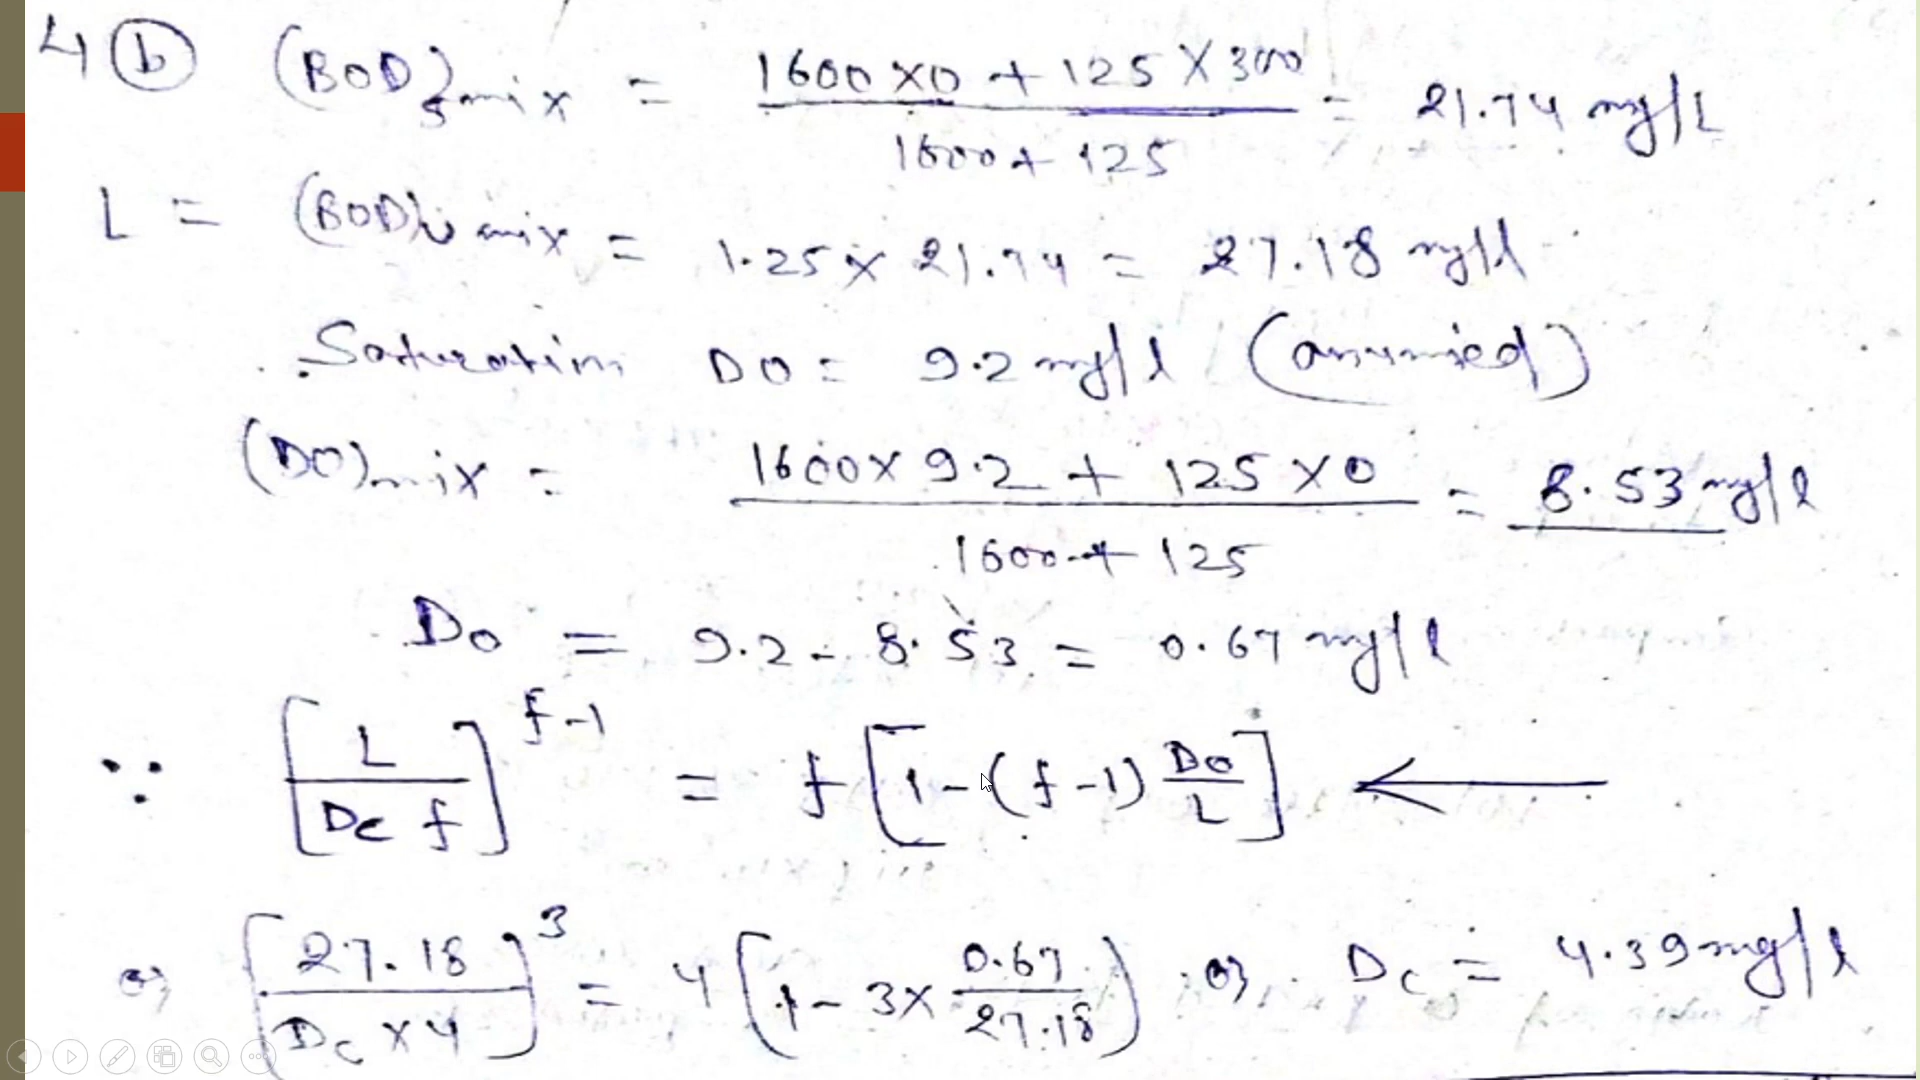 4 (b) (BOD)5 mix = (1600 × 0 + 125 × 300) / (1600 + 125) = 21.74 mg/L
L = (BOD)u mix = 1.25 × 21.74 = 27.18 mg/l
Saturation DO = 9.2 mg/l (assumed)
(DO)mix = (1600 × 9.2 + 125 × 0) / (1600 + 125) = 8.53 mg/l
Do = 9.2 - 8.53 = 0.67 mg/l
∵ [L / (Dc f)]^(f-1) = f [1 - (f-1) Do/L] ←
or [27.18 / (Dc × 4)]^3 = 4 (1 - 3 × 0.67/27.18) or Dc = 4.39 mg/l